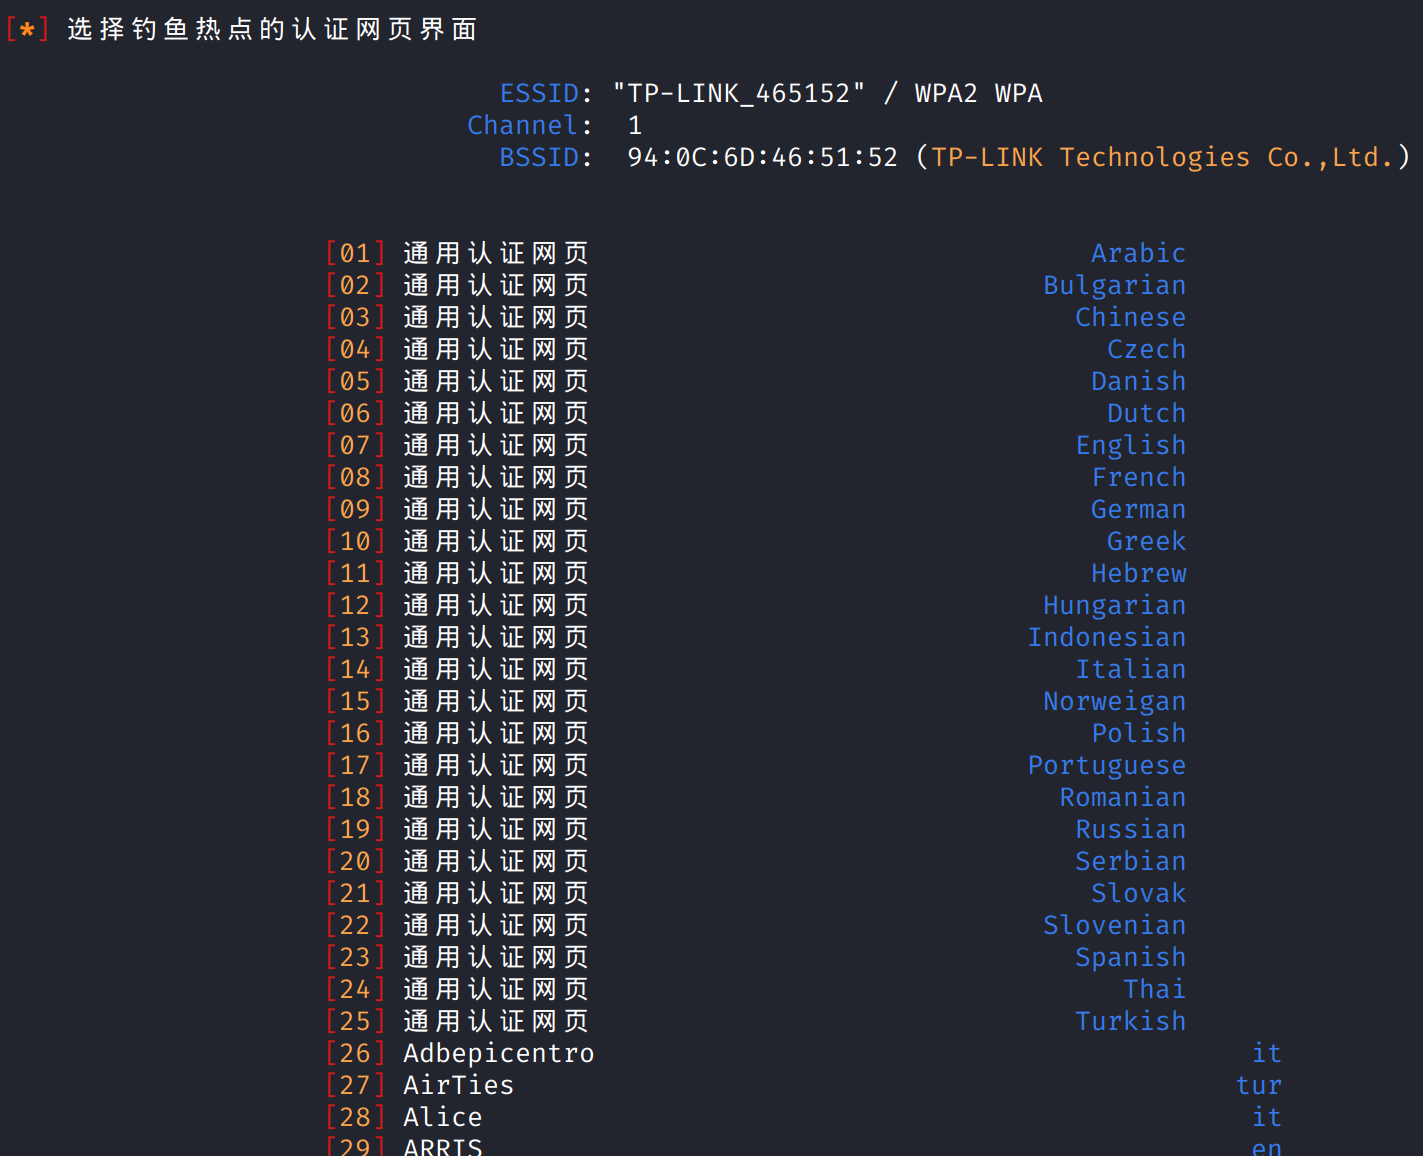 [*] 选择钓鱼热点的认证网页界面
ESSID: "TP-LINK_465152" / WPA2 WPA
Channel: 1
BSSID: 94:0C:6D:46:51:52 (TP-LINK Technologies Co.,Ltd.)
[01] 通用认证网页 Arabic
[02] 通用认证网页 Bulgarian
[03] 通用认证网页 Chinese
[04] 通用认证网页 Czech
[05] 通用认证网页 Danish
[06] 通用认证网页 Dutch
[07] 通用认证网页 English
[08] 通用认证网页 French
[09] 通用认证网页 German
[10] 通用认证网页 Greek
[11] 通用认证网页 Hebrew
[12] 通用认证网页 Hungarian
[13] 通用认证网页 Indonesian
[14] 通用认证网页 Italian
[15] 通用认证网页 Norweigan
[16] 通用认证网页 Polish
[17] 通用认证网页 Portuguese
[18] 通用认证网页 Romanian
[19] 通用认证网页 Russian
[20] 通用认证网页 Serbian
[21] 通用认证网页 Slovak
[22] 通用认证网页 Slovenian
[23] 通用认证网页 Spanish
[24] 通用认证网页 Thai
[25] 通用认证网页 Turkish
[26] Adbepicentro it
[27] AirTies tur
[28] Alice it
[29] ARRIS en